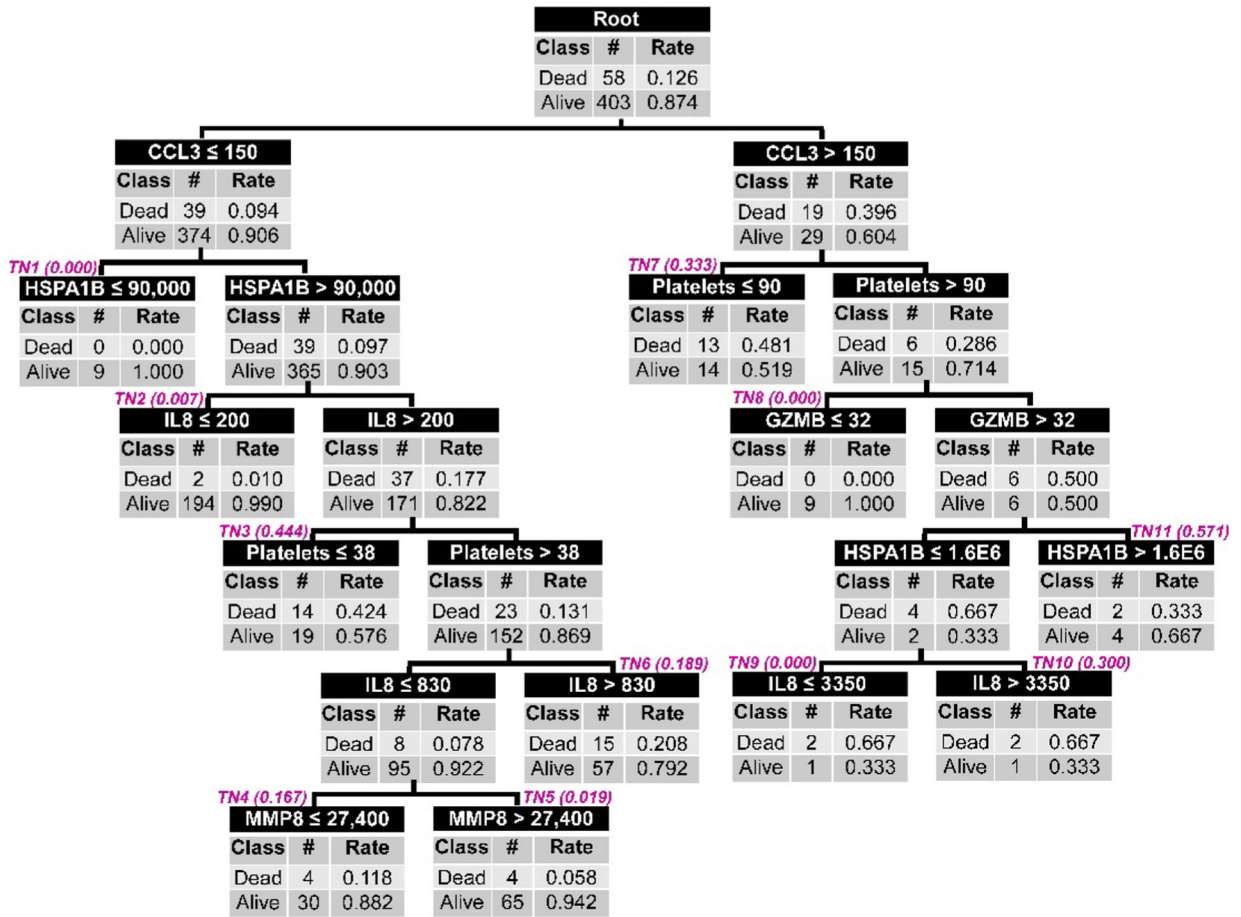 Root
Class # Rate
Dead 58 0.126
Alive 403 0.874
CCL3 ≤ 150
Class # Rate
Dead 39 0.094
Alive 374 0.906
CCL3 > 150
Class # Rate
Dead 19 0.396
Alive 29 0.604
TN1 (0.000)
HSPA1B ≤ 90,000
Class # Rate
Dead 0 0.000
Alive 9 1.000
HSPA1B > 90,000
Class # Rate
Dead 39 0.097
Alive 365 0.903
TN7 (0.333)
Platelets ≤ 90
Class # Rate
Dead 13 0.481
Alive 14 0.519
Platelets > 90
Class # Rate
Dead 6 0.286
Alive 15 0.714
TN2 (0.007)
IL8 ≤ 200
Class # Rate
Dead 2 0.010
Alive 194 0.990
IL8 > 200
Class # Rate
Dead 37 0.177
Alive 171 0.822
TN8 (0.000)
GZMB ≤ 32
Class # Rate
Dead 0 0.000
Alive 9 1.000
GZMB > 32
Class # Rate
Dead 6 0.500
Alive 6 0.500
TN3 (0.444)
Platelets ≤ 38
Class # Rate
Dead 14 0.424
Alive 19 0.576
Platelets > 38
Class # Rate
Dead 23 0.131
Alive 152 0.869
HSPA1B ≤ 1.6E6
Class # Rate
Dead 4 0.667
Alive 2 0.333
TN11 (0.571)
HSPA1B > 1.6E6
Class # Rate
Dead 2 0.333
Alive 4 0.667
IL8 ≤ 830
Class # Rate
Dead 8 0.078
Alive 95 0.922
TN6 (0.189)
IL8 > 830
Class # Rate
Dead 15 0.208
Alive 57 0.792
TN9 (0.000)
IL8 ≤ 3350
Class # Rate
Dead 2 0.667
Alive 1 0.333
TN10 (0.300)
IL8 > 3350
Class # Rate
Dead 2 0.667
Alive 1 0.333
TN4 (0.167)
MMP8 ≤ 27,400
Class # Rate
Dead 4 0.118
Alive 30 0.882
TN5 (0.019)
MMP8 > 27,400
Class # Rate
Dead 4 0.058
Alive 65 0.942